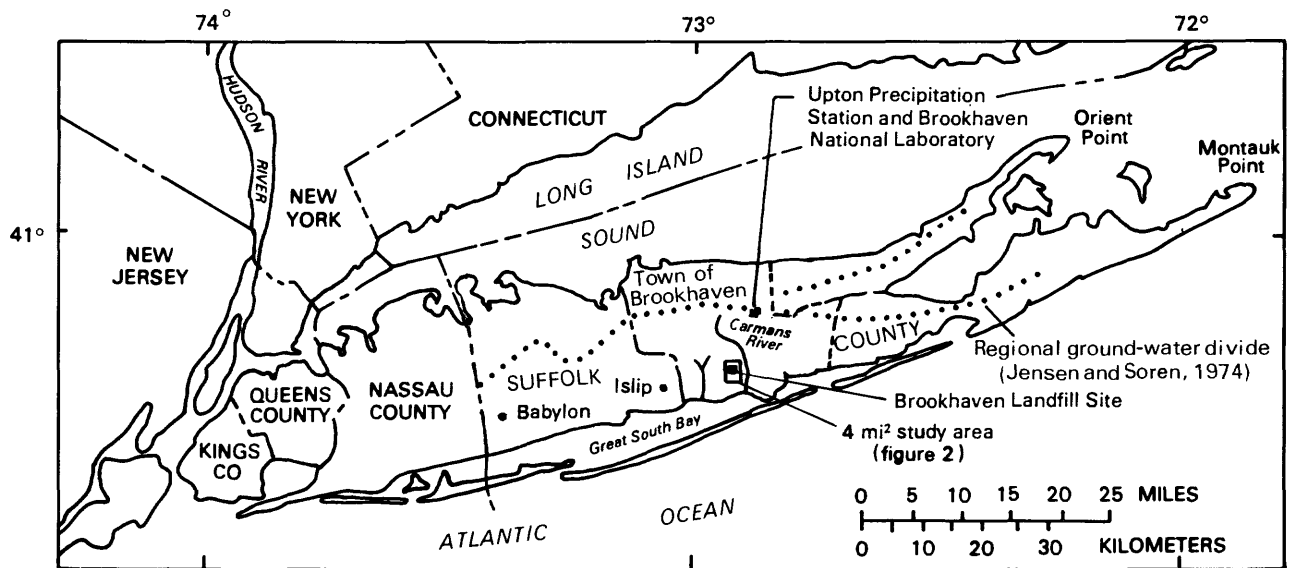 74°
73°
72°
HUDSON
RIVER
CONNECTICUT
Upton Precipitation
Station and Brookhaven
National Laboratory
Orient
Point
Montauk
Point
LONG ISLAND
SOUND
NEW
YORK
41°
NEW
JERSEY
Town of
Brookhaven
Carmans
River
COUNTY
Regional ground-water divide
(Jensen and Soren, 1974)
SUFFOLK
Islip
Babylon
QUEENS
COUNTY
NASSAU
COUNTY
KINGS
CO
Brookhaven Landfill Site
Great South Bay
4 mi² study area
(figure 2)
ATLANTIC OCEAN
0 5 10 15 20 25 MILES
0 10 20 30 KILOMETERS